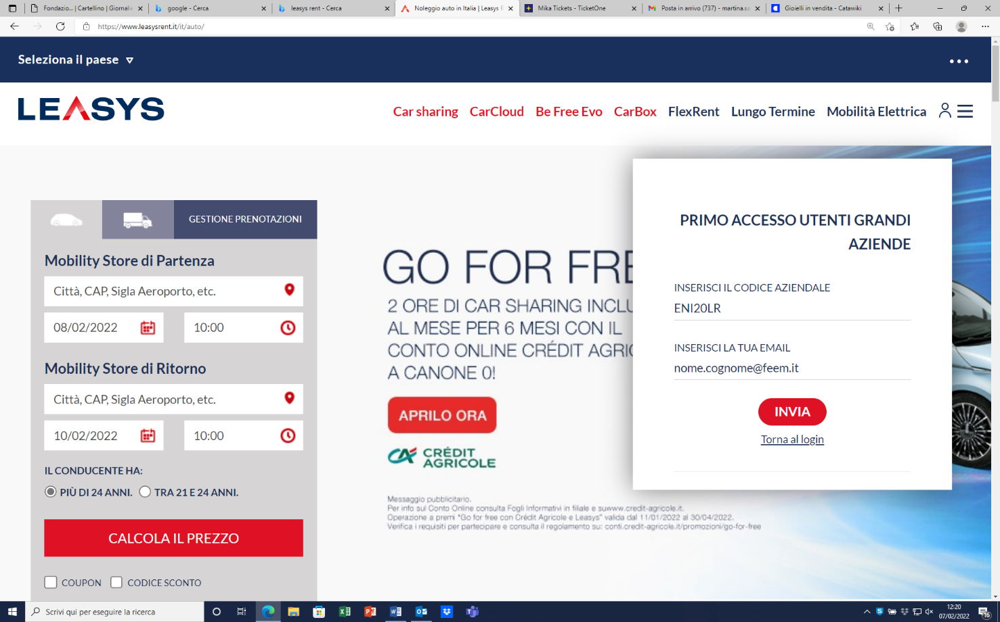 Fondazio... | Cartellino | Giornalie
google - Cerca
leasys rent - Cerca
Noleggio auto in Italia | Leasys R
Mika Tickets - TicketOne
Posta in arrivo (737) - martina.sa
Gioielli in vendita - Catawiki
https://www.leasysrent.it/it/auto/
Seleziona il paese
LEASYS
Car sharing CarCloud Be Free Evo CarBox FlexRent Lungo Termine Mobilità Elettrica
GESTIONE PRENOTAZIONI
Mobility Store di Partenza
Città, CAP, Sigla Aeroporto, etc.
08/02/2022 10:00
Mobility Store di Ritorno
Città, CAP, Sigla Aeroporto, etc.
10/02/2022 10:00
IL CONDUCENTE HA:
PIÙ DI 24 ANNI. TRA 21 E 24 ANNI.
CALCOLA IL PREZZO
COUPON CODICE SCONTO
GO FOR FRE
2 ORE DI CAR SHARING INCLU
AL MESE PER 6 MESI CON IL
CONTO ONLINE CRÉDIT AGRIC
A CANONE 0!
APRILO ORA
CRÉDIT
AGRICOLE
Messaggio pubblicitario.
Per info sul Conto Online consulta Fogli Informativi in filiale e suwww.credit-agricole.it.
Operazione a premi "Go for free con Crédit Agricole e Leasys" valida dal 11/01/2022 al 30/04/2022.
Verifica i requisiti per partecipare e consulta il regolamento su: conti.credit-agricole.it/promozioni/go-for-free
PRIMO ACCESSO UTENTI GRANDI
AZIENDE
INSERISCI IL CODICE AZIENDALE
ENI20LR
INSERISCI LA TUA EMAIL
nome.cognome@feem.it
INVIA
Torna al login
Scrivi qui per eseguire la ricerca
12:20
07/02/2022
16